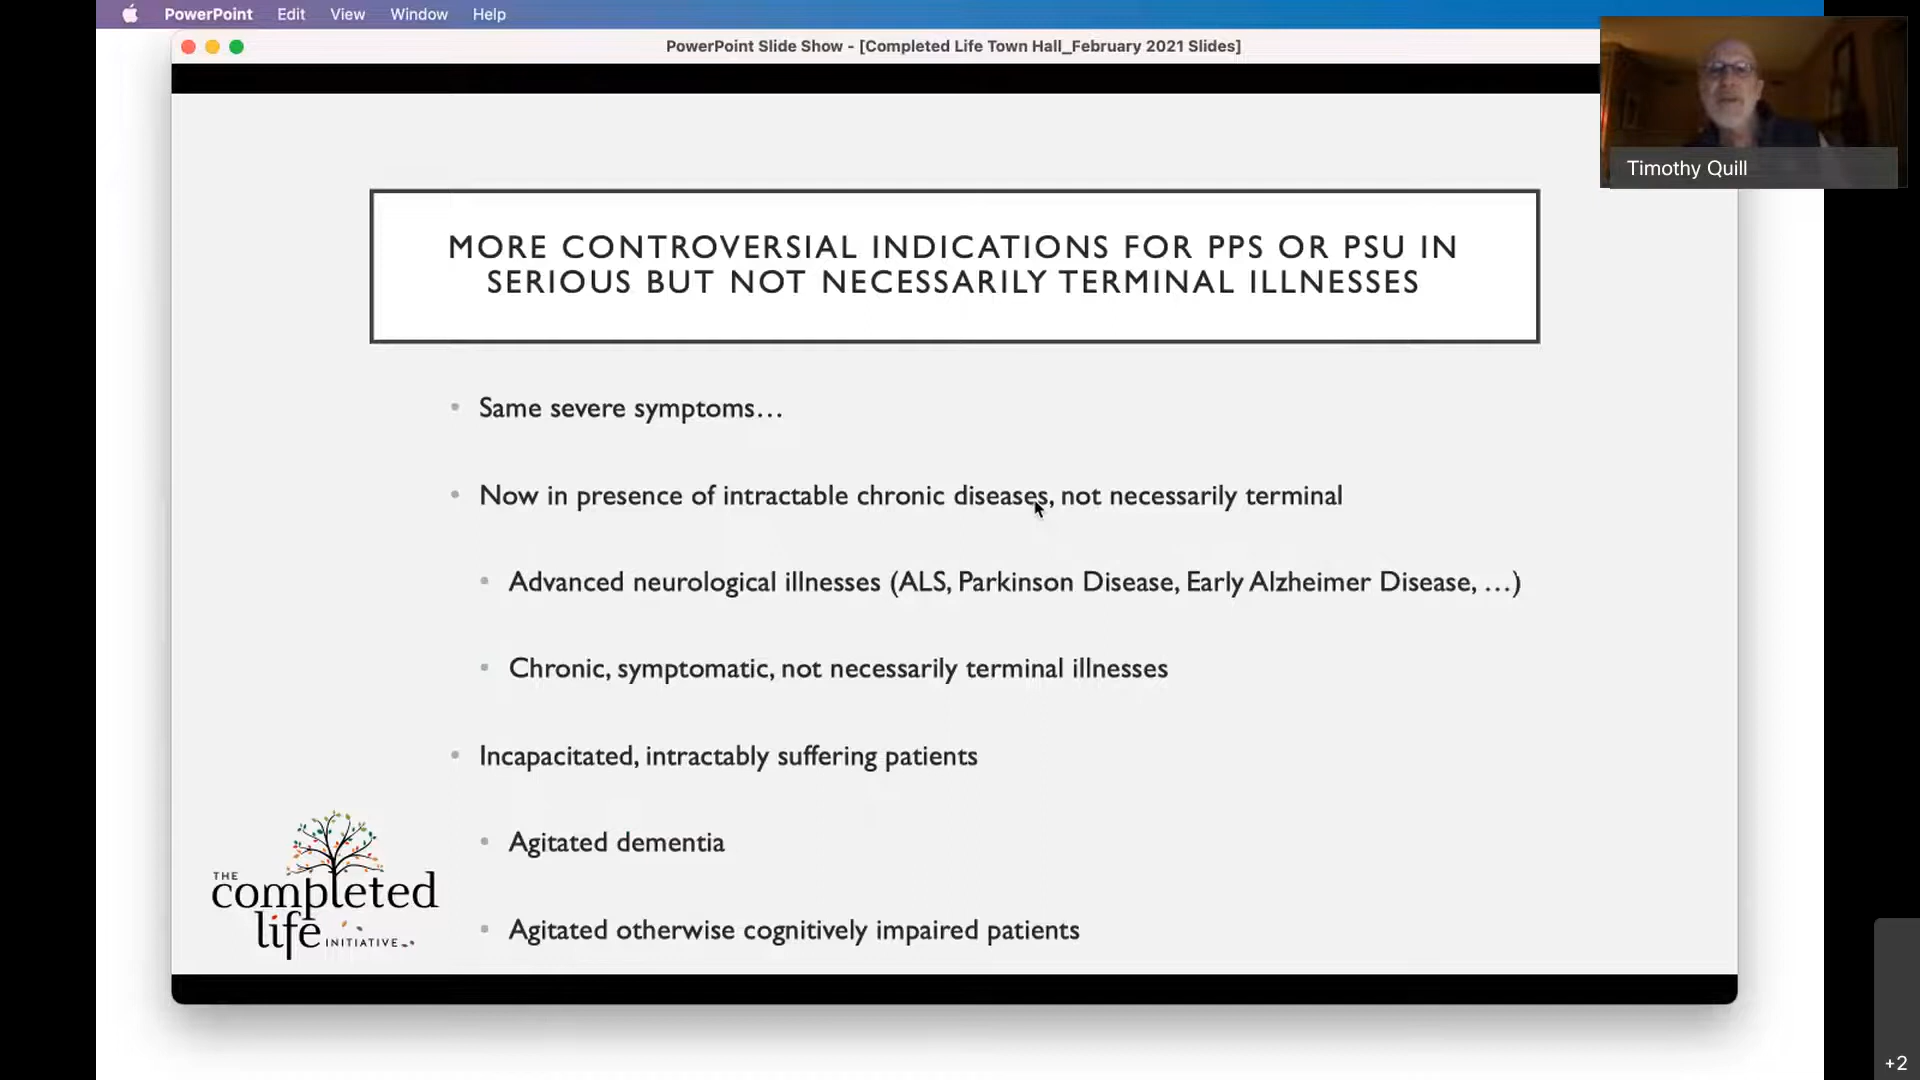 PowerPoint Edit View Window Help
PowerPoint Slide Show - [Completed Life Town Hall_February 2021 Slides]
Timothy Quill
MORE CONTROVERSIAL INDICATIONS FOR PPS OR PSU IN
SERIOUS BUT NOT NECESSARILY TERMINAL ILLNESSES
• Same severe symptoms…
• Now in presence of intractable chronic diseases, not necessarily terminal
• Advanced neurological illnesses (ALS, Parkinson Disease, Early Alzheimer Disease, …)
• Chronic, symptomatic, not necessarily terminal illnesses
• Incapacitated, intractably suffering patients
• Agitated dementia
• Agitated otherwise cognitively impaired patients
THE
completed
life INITIATIVE
+2